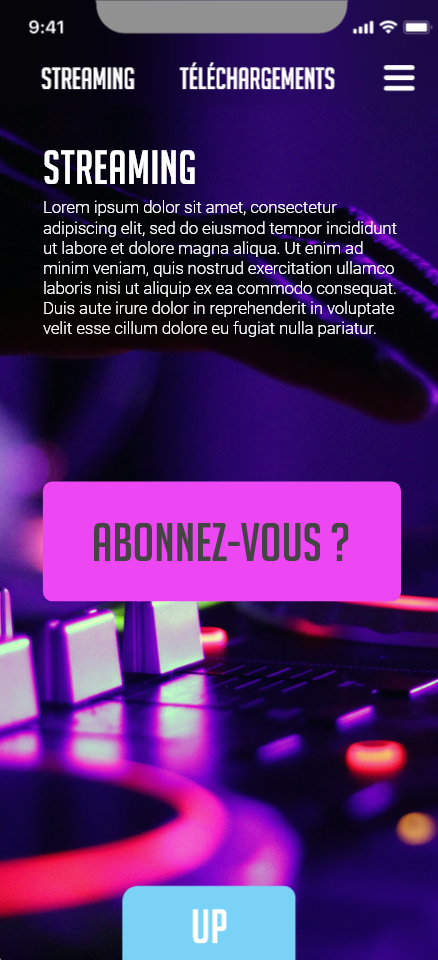 9:41
STREAMING TÉLÉCHARGEMENTS
STREAMING
Lorem ipsum dolor sit amet, consectetur
adipiscing elit, sed do eiusmod tempor incididunt
ut labore et dolore magna aliqua. Ut enim ad
minim veniam, quis nostrud exercitation ullamco
laboris nisi ut aliquip ex ea commodo consequat.
Duis aute irure dolor in reprehenderit in voluptate
velit esse cillum dolore eu fugiat nulla pariatur.
ABONNEZ-VOUS ?
UP